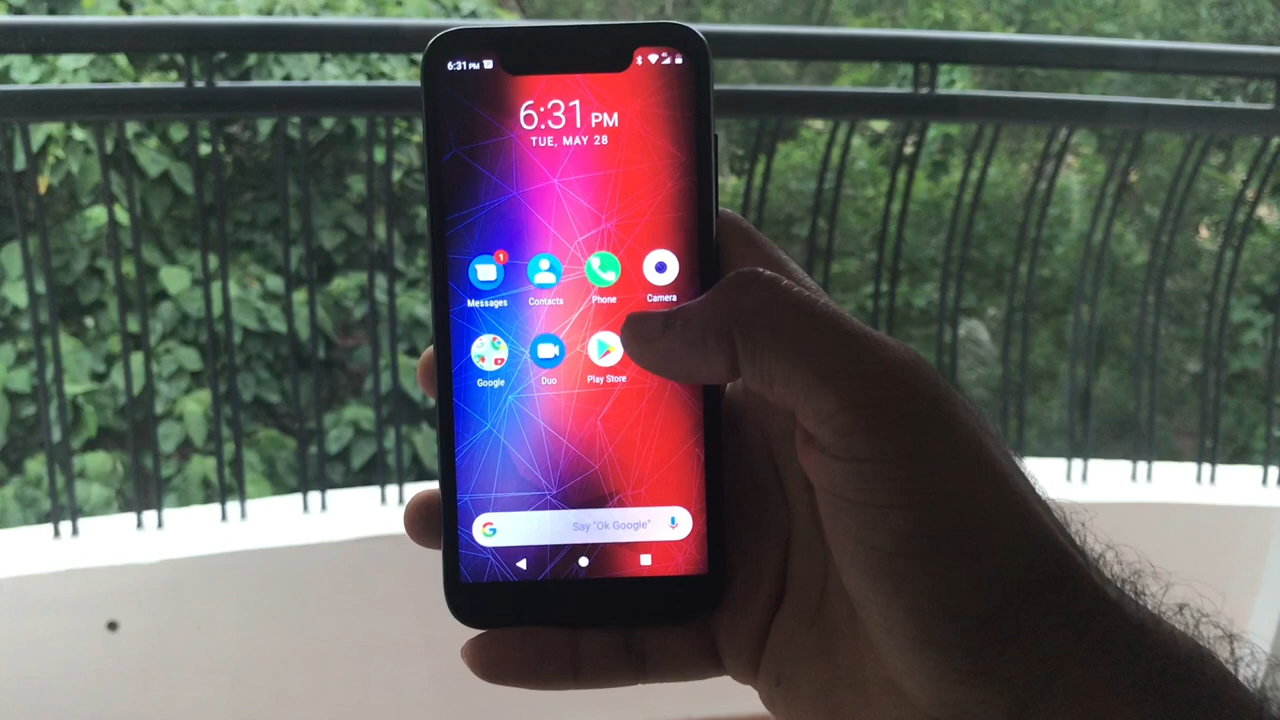 6:31 PM
6:31 PM
TUE, MAY 28
1
Messages
Contacts
Phone
Camera
Google
Duo
Play Store
G
Say "Ok Google"